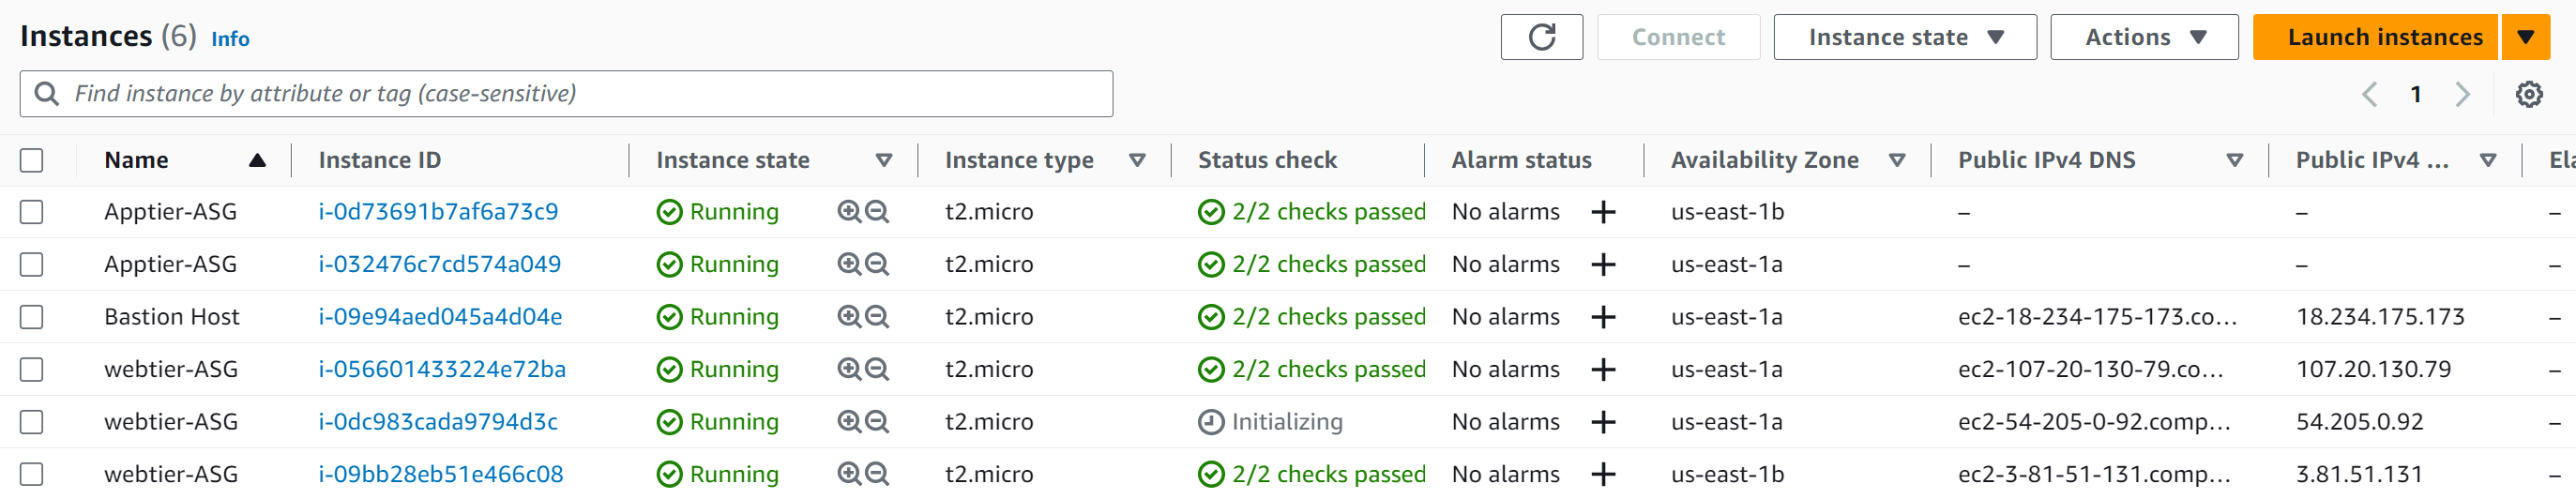 Instances (6) Info
Connect Instance state Actions Launch instances
Find instance by attribute or tag (case-sensitive)
1
Name Instance ID Instance state Instance type Status check Alarm status Availability Zone Public IPv4 DNS Public IPv4 ... Ela
Apptier-ASG i-0d73691b7af6a73c9 Running t2.micro 2/2 checks passed No alarms + us-east-1b – – –
Apptier-ASG i-032476c7cd574a049 Running t2.micro 2/2 checks passed No alarms + us-east-1a – – –
Bastion Host i-09e94aed045a4d04e Running t2.micro 2/2 checks passed No alarms + us-east-1a ec2-18-234-175-173.co... 18.234.175.173 –
webtier-ASG i-056601433224e72ba Running t2.micro 2/2 checks passed No alarms + us-east-1a ec2-107-20-130-79.co... 107.20.130.79 –
webtier-ASG i-0dc983cada9794d3c Running t2.micro Initializing No alarms + us-east-1a ec2-54-205-0-92.comp... 54.205.0.92 –
webtier-ASG i-09bb28eb51e466c08 Running t2.micro 2/2 checks passed No alarms + us-east-1b ec2-3-81-51-131.comp... 3.81.51.131 –